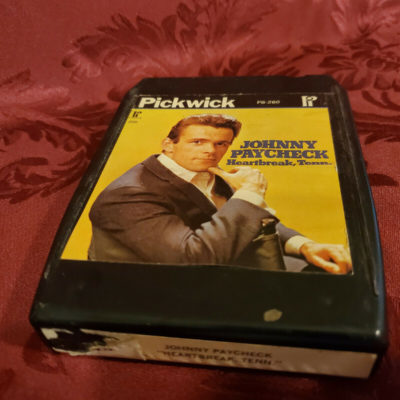 Pickwick P8-260
JOHNNY
PAYCHECK
Heartbreak, Tenn.
JOHNNY PAYCHECK
"HEARTBREAK, TENN."